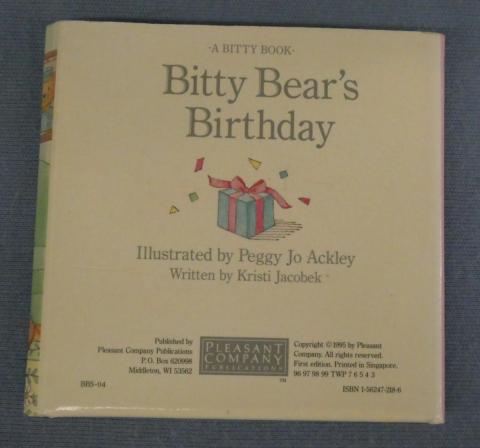 ·A BITTY BOOK·
Bitty Bear's
Birthday
Illustrated by Peggy Jo Ackley
Written by Kristi Jacobek
Published by
Pleasant Company Publications
P.O. Box 620998
Middleton, WI 53562
BBS-04
PLEASANT
COMPANY
PUBLICATIONS
™
Copyright ©1995 by Pleasant
Company. All rights reserved.
First edition. Printed in Singapore.
96 97 98 99 TWP 7 6 5 4 3
ISBN 1-56247-218-6